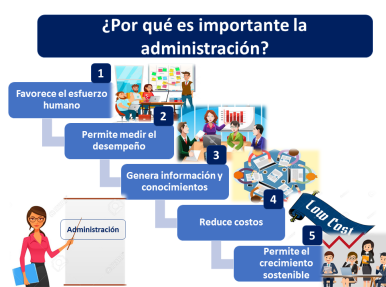 ¿Por qué es importante la
administración?
1
Favorece el esfuerzo
humano
2
Permite medir el
desempeño
3
Genera información y
conocimientos
4
Reduce costos
LOW COST
5
Permite el
crecimiento
sostenible
Administración